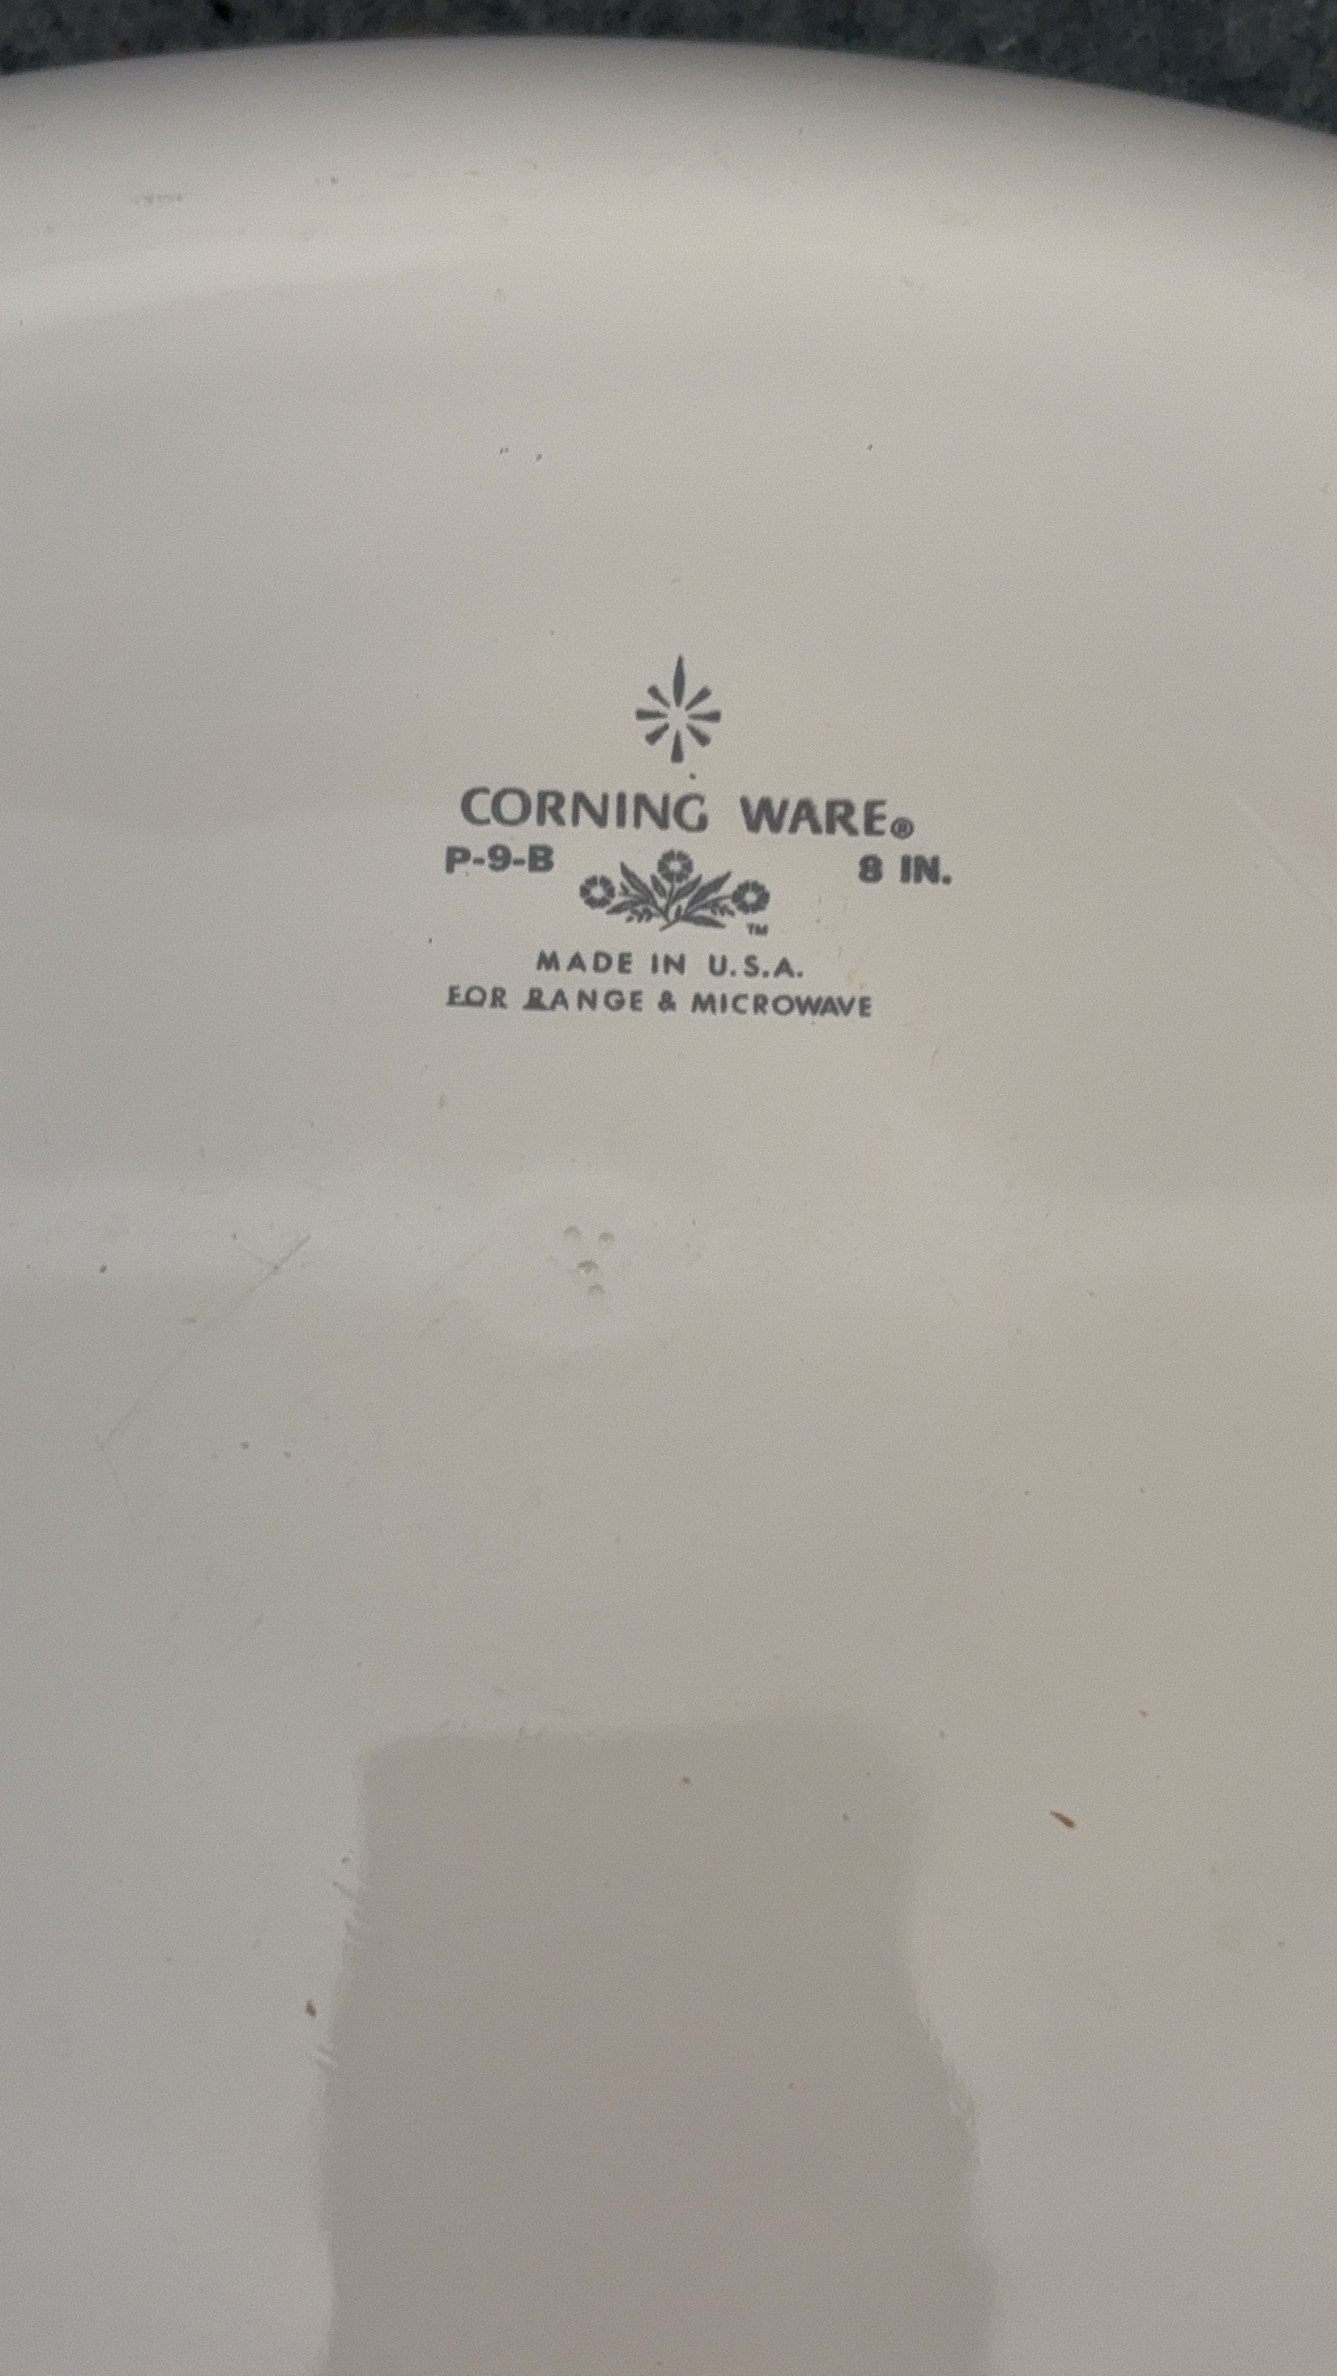 CORNING WARE®
P-9-B 8 IN.
TM
MADE IN U.S.A.
FOR RANGE & MICROWAVE